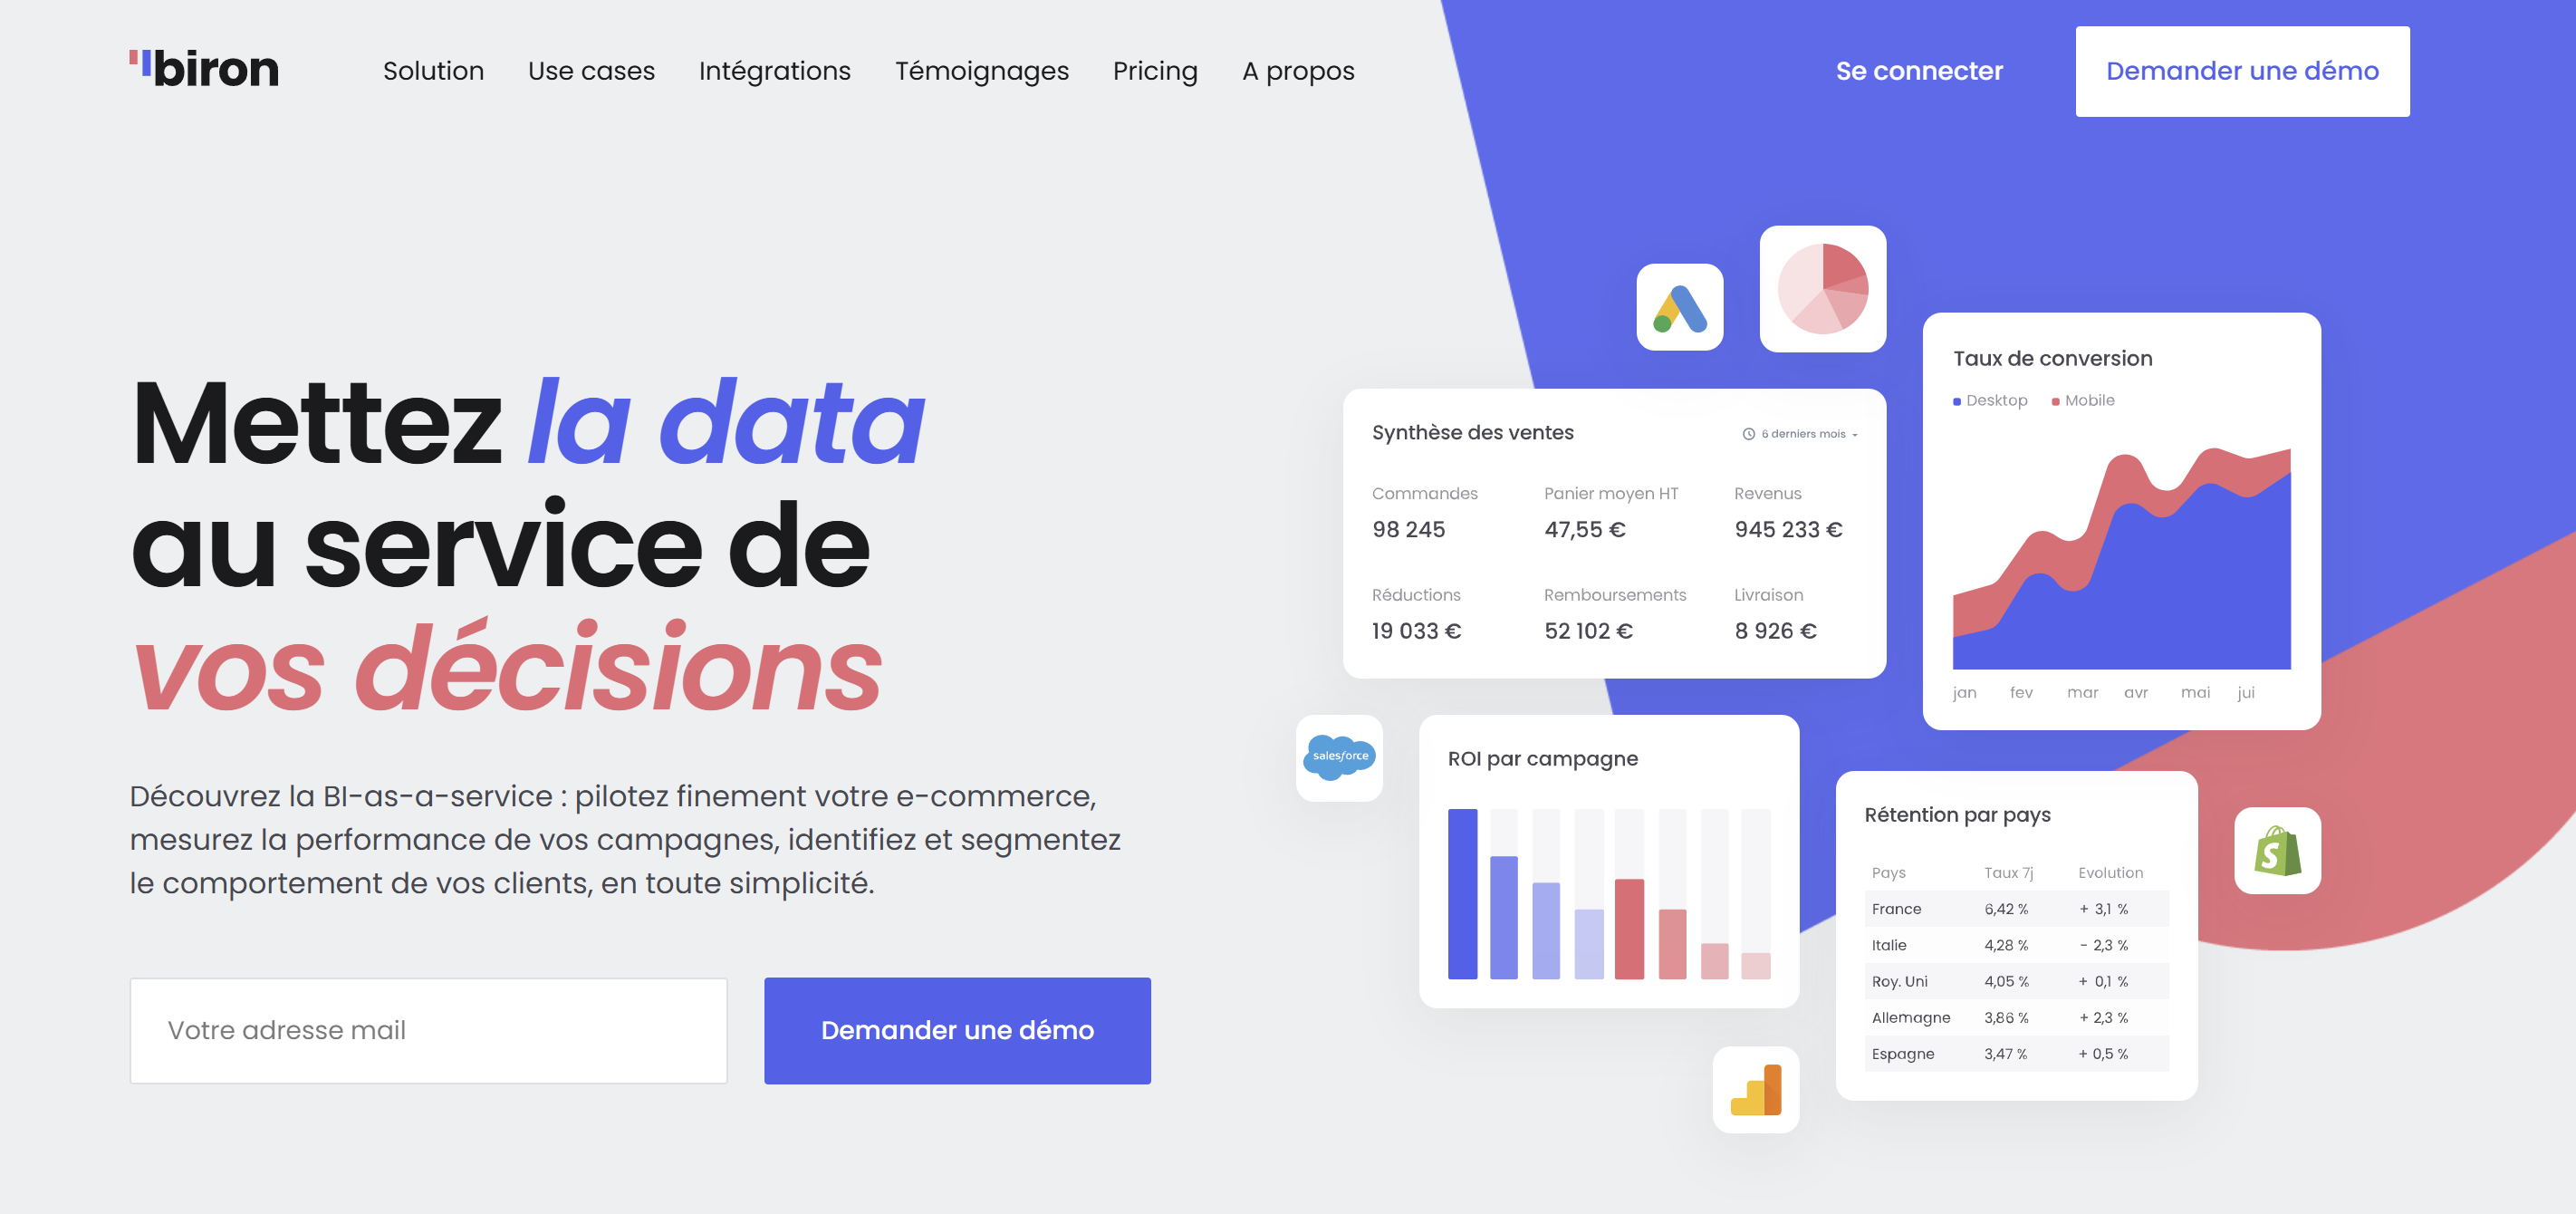 biron
Solution
Use cases
Intégrations
Témoignages
Pricing
A propos
Se connecter
Demander une démo
Mettez la data
au service de
vos décisions
Découvrez la BI-as-a-service : pilotez finement votre e-commerce,
mesurez la performance de vos campagnes, identifiez et segmentez
le comportement de vos clients, en toute simplicité.
Votre adresse mail
Demander une démo
Synthèse des ventes
6 derniers mois
Commandes Panier moyen HT Revenus
98 245 47,55 € 945 233 €
Réductions Remboursements Livraison
19 033 € 52 102 € 8 926 €
Taux de conversion
Desktop Mobile
jan fev mar avr mai jui
salesforce
ROI par campagne
Rétention par pays
Pays Taux 7j Evolution
France 6,42 % + 3,1 %
Italie 4,28 % - 2,3 %
Roy. Uni 4,05 % + 0,1 %
Allemagne 3,86 % + 2,3 %
Espagne 3,47 % + 0,5 %
S